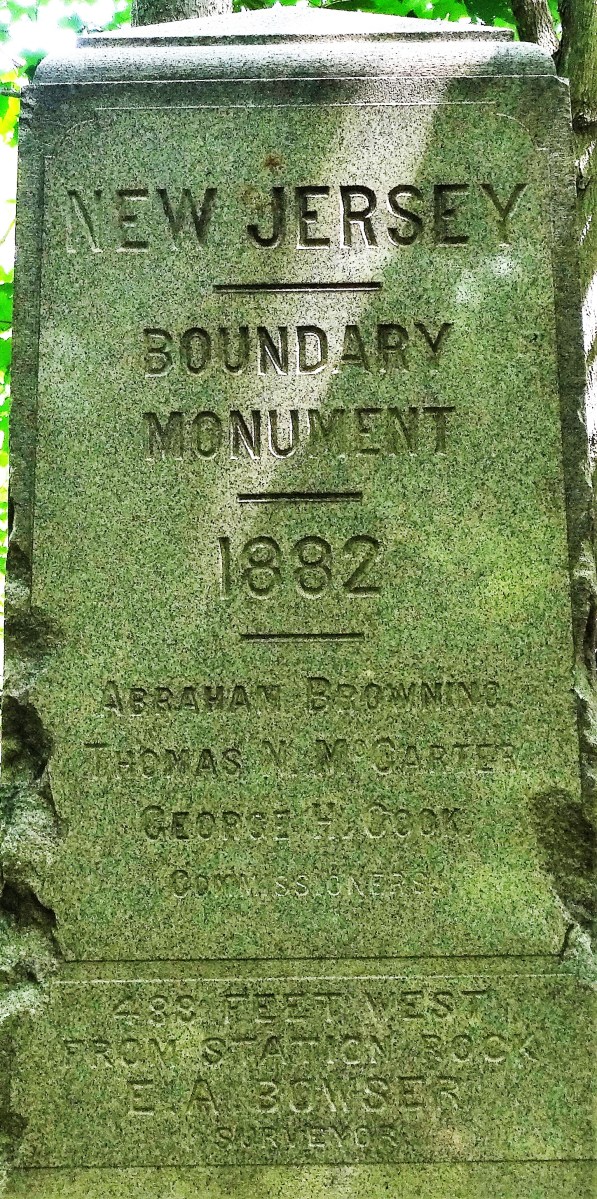 NEW JERSEY
BOUNDARY
MONUMENT
1882
ABRAHAM BROWNING.
THOMAS N. McCARTER.
GEORGE H. COOK.
COMMISSIONERS.
FEET WEST
FROM STATION ROCK
E. A. BOWSER
SURVEYOR.